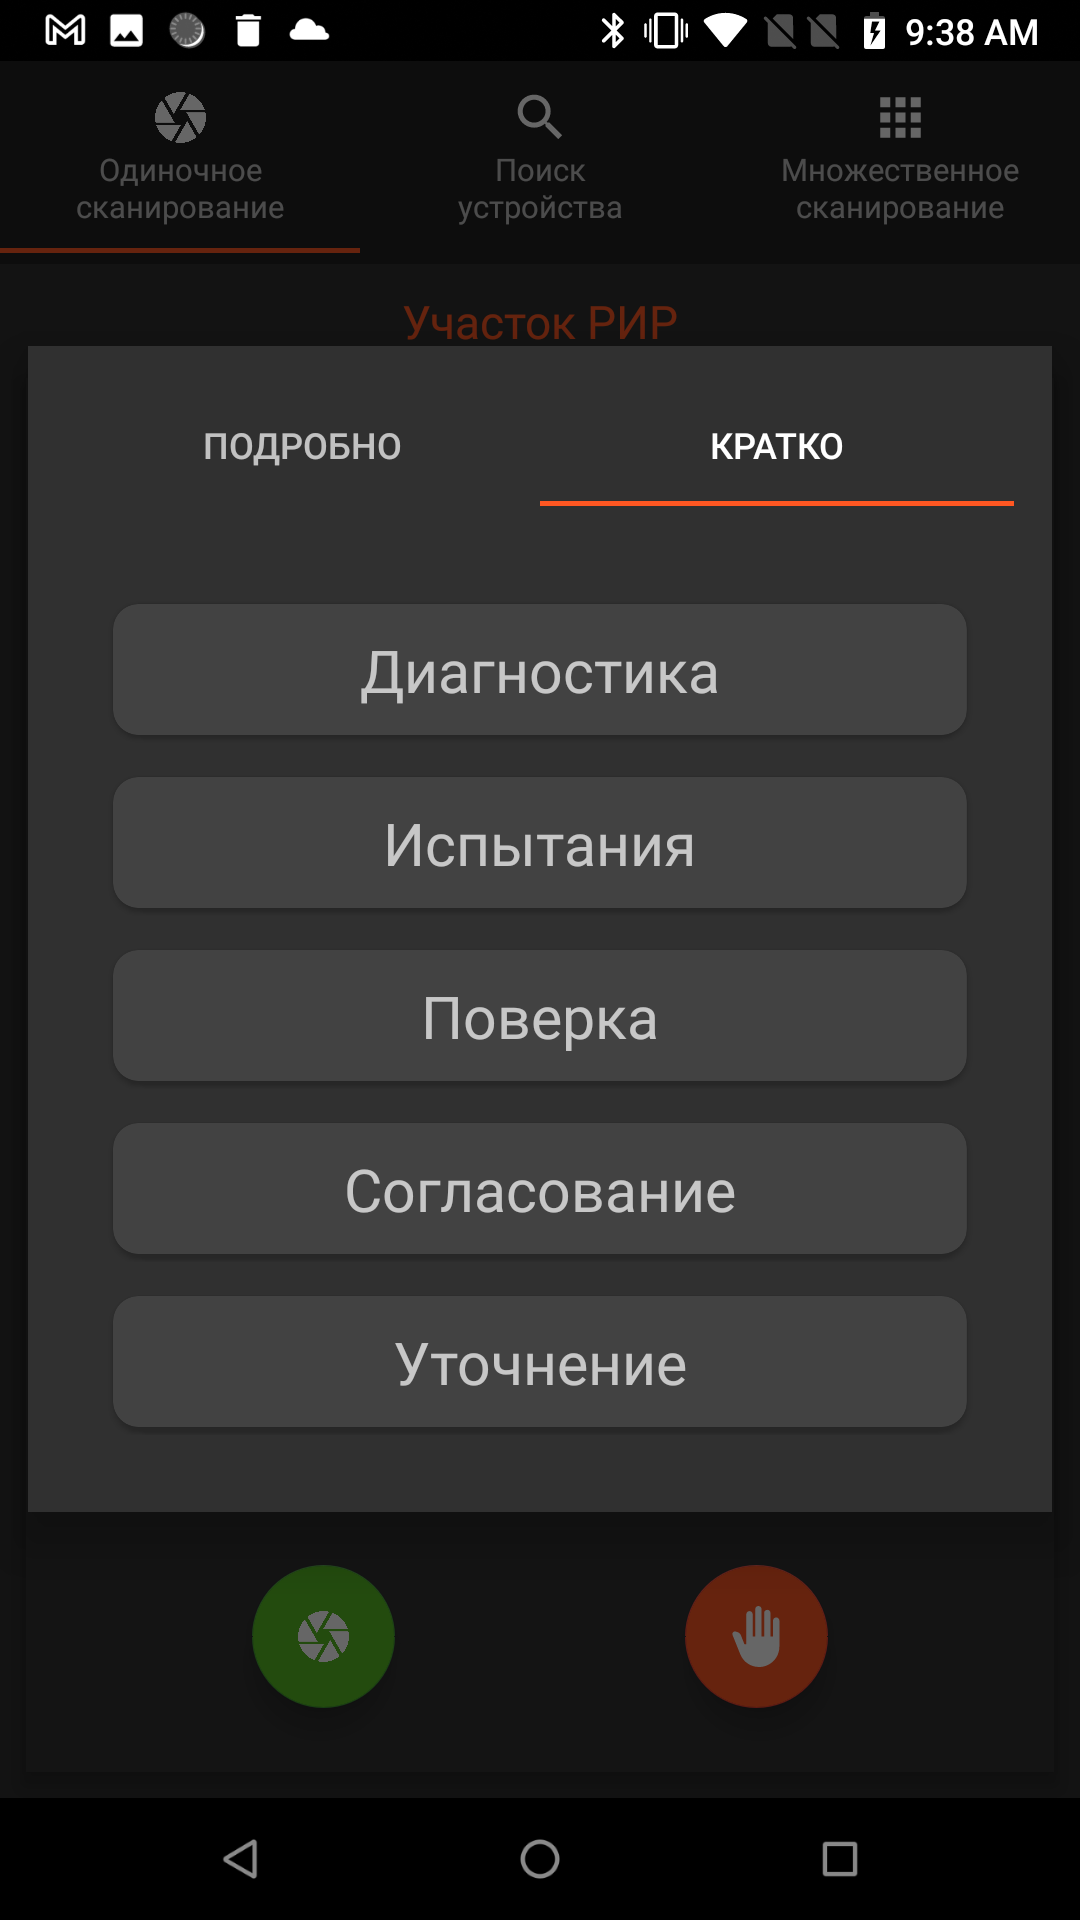 9:38 AM
Одиночное
сканирование
Поиск
устройства
Множественное
сканирование
Участок РИР
ПОДРОБНО
КРАТКО
Диагностика
Испытания
Поверка
Согласование
Уточнение